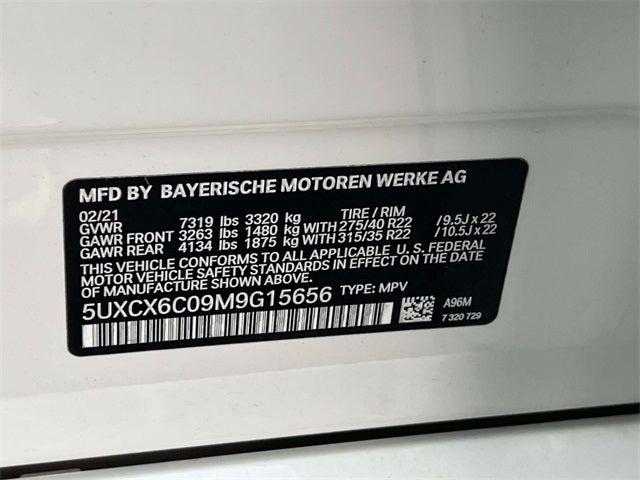 MFD BY BAYERISCHE MOTOREN WERKE AG
02/21 TIRE / RIM
GVWR 7319 lbs 3320 kg
GAWR FRONT 3263 lbs 1480 kg WITH 275/40 R22 / 9.5J x 22
GAWR REAR 4134 lbs 1875 kg WITH 315/35 R22 / 10.5J x 22
THIS VEHICLE CONFORMS TO ALL APPLICABLE U. S. FEDERAL
MOTOR VEHICLE SAFETY STANDARDS IN EFFECT ON THE DATE
OF MANUFACTURE SHOWN ABOVE.
5UXCX6C09M9G15656 TYPE: MPV
A96M
7 320 729